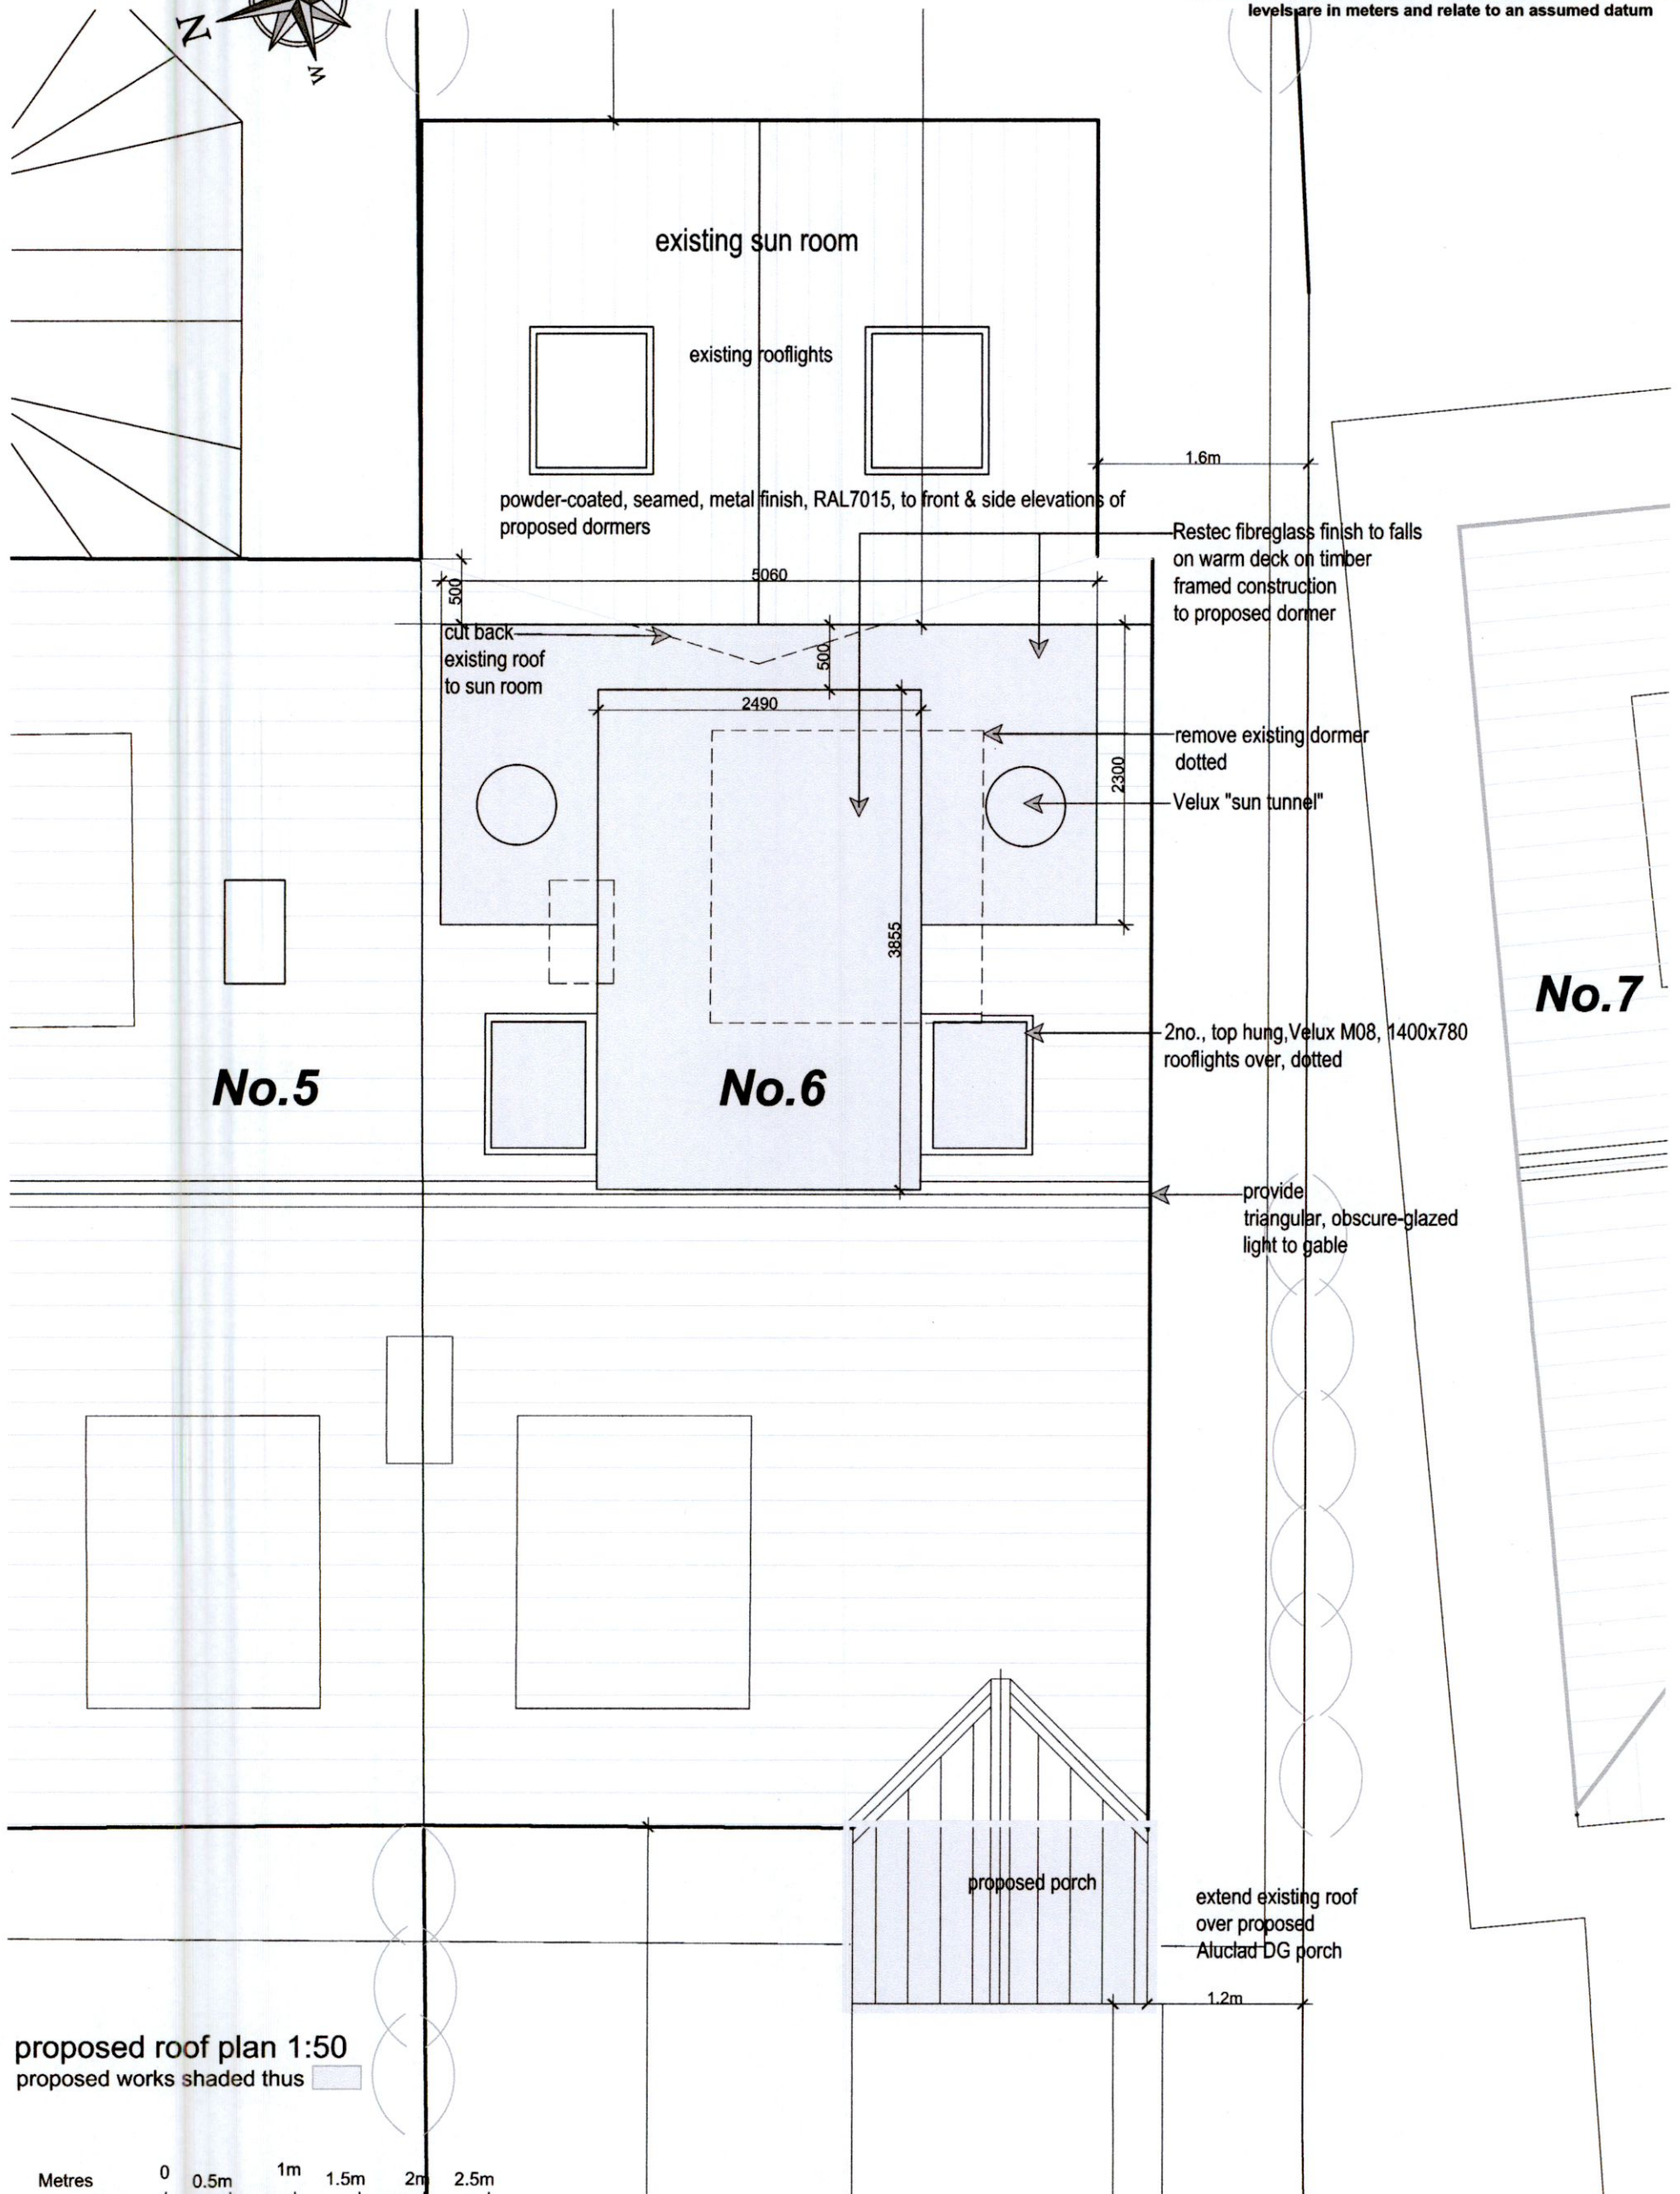 levels are in meters and relate to an assumed datum
N
W
existing sun room
existing rooflights
1.6m
powder-coated, seamed, metal finish, RAL7015, to front & side elevations of
proposed dormers
Restec fibreglass finish to falls
on warm deck on timber
framed construction
to proposed dormer
5060
500
cut back
existing roof
to sun room
500
2490
remove existing dormer
dotted
2300
Velux "sun tunnel"
3855
No.7
2no., top hung,Velux M08, 1400x780
rooflights over, dotted
No.5
No.6
provide
triangular, obscure-glazed
light to gable
proposed porch
extend existing roof
over proposed
Aluclad DG porch
1.2m
proposed roof plan 1:50
proposed works shaded thus
Metres 0 0.5m 1m 1.5m 2m 2.5m